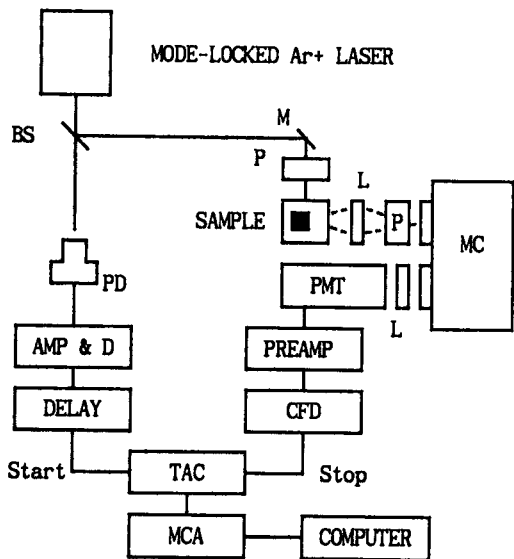 MODE-LOCKED Ar+ LASER
BS
M
P
L
SAMPLE
P
MC
PD
PMT
L
AMP & D
PREAMP
DELAY
CFD
Start
TAC
Stop
MCA
COMPUTER